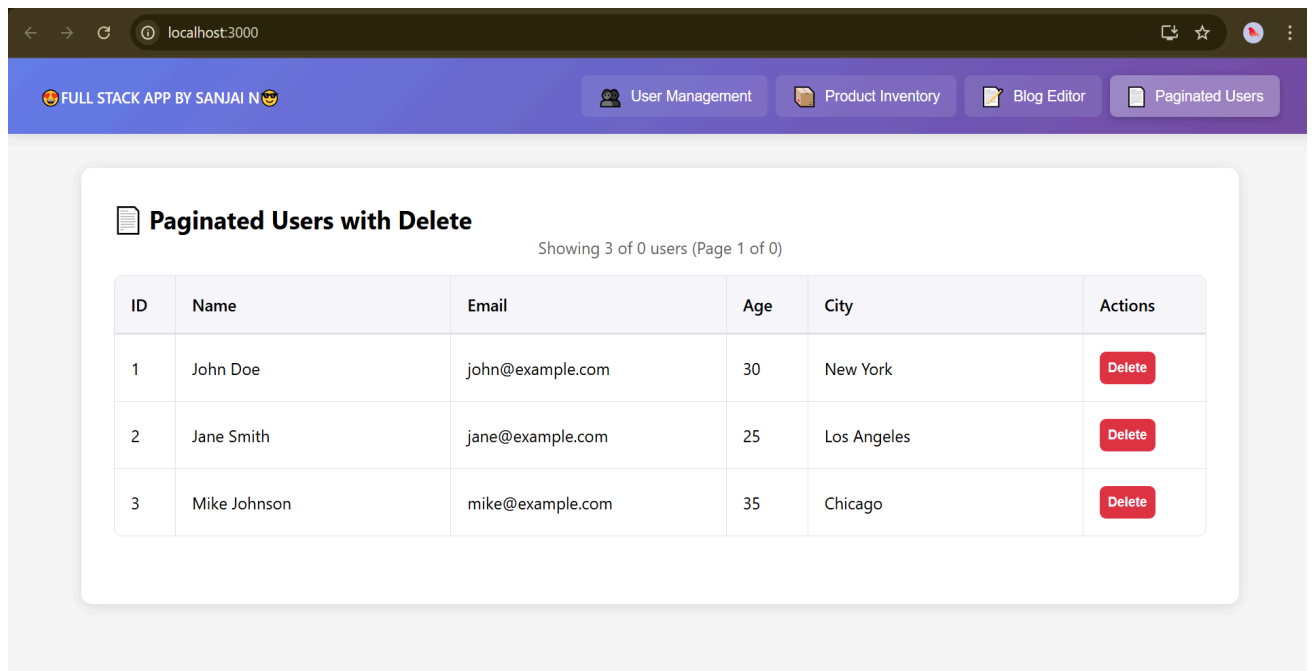 localhost:3000
😍FULL STACK APP BY SANJAI N😎
User Management
Product Inventory
Blog Editor
Paginated Users
Paginated Users with Delete
Showing 3 of 0 users (Page 1 of 0)
ID Name Email Age City Actions
1 John Doe john@example.com 30 New York Delete
2 Jane Smith jane@example.com 25 Los Angeles Delete
3 Mike Johnson mike@example.com 35 Chicago Delete